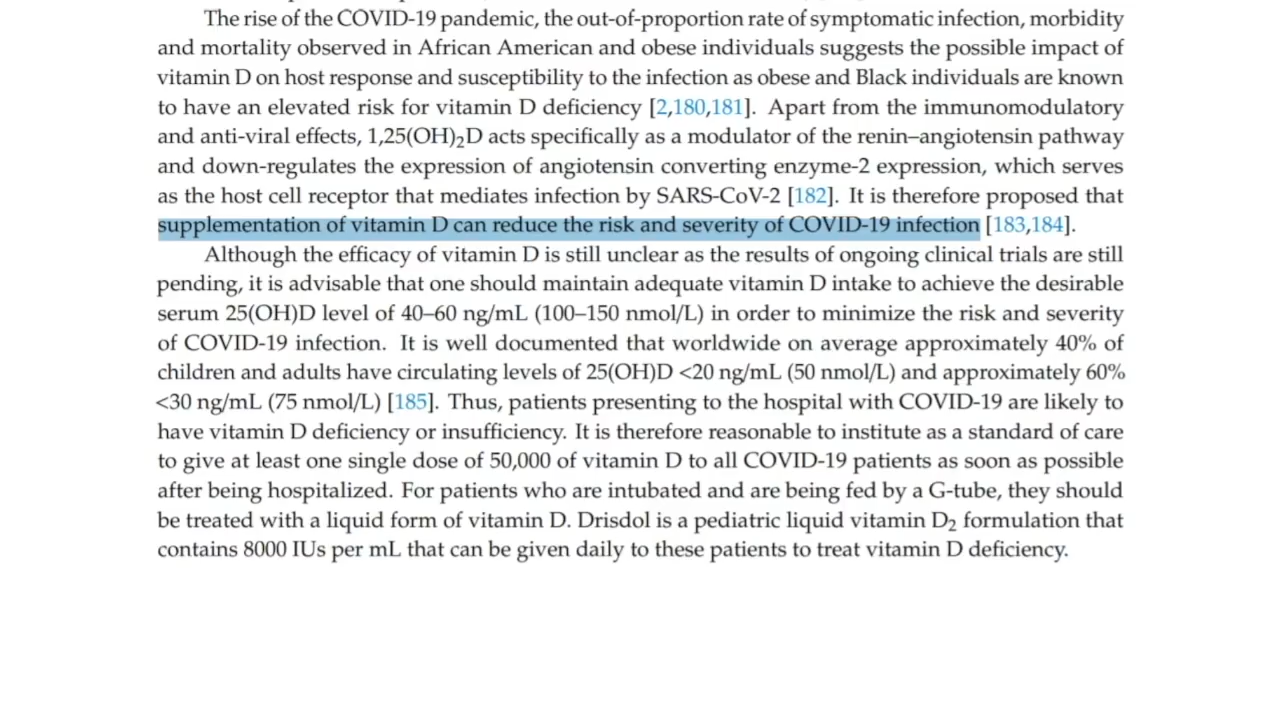 The rise of the COVID-19 pandemic, the out-of-proportion rate of symptomatic infection, morbidity
and mortality observed in African American and obese individuals suggests the possible impact of
vitamin D on host response and susceptibility to the infection as obese and Black individuals are known
to have an elevated risk for vitamin D deficiency [2,180,181]. Apart from the immunomodulatory
and anti-viral effects, 1,25(OH)₂D acts specifically as a modulator of the renin–angiotensin pathway
and down-regulates the expression of angiotensin converting enzyme-2 expression, which serves
as the host cell receptor that mediates infection by SARS-CoV-2 [182]. It is therefore proposed that
supplementation of vitamin D can reduce the risk and severity of COVID-19 infection [183,184].
Although the efficacy of vitamin D is still unclear as the results of ongoing clinical trials are still
pending, it is advisable that one should maintain adequate vitamin D intake to achieve the desirable
serum 25(OH)D level of 40–60 ng/mL (100–150 nmol/L) in order to minimize the risk and severity
of COVID-19 infection. It is well documented that worldwide on average approximately 40% of
children and adults have circulating levels of 25(OH)D <20 ng/mL (50 nmol/L) and approximately 60%
<30 ng/mL (75 nmol/L) [185]. Thus, patients presenting to the hospital with COVID-19 are likely to
have vitamin D deficiency or insufficiency. It is therefore reasonable to institute as a standard of care
to give at least one single dose of 50,000 of vitamin D to all COVID-19 patients as soon as possible
after being hospitalized. For patients who are intubated and are being fed by a G-tube, they should
be treated with a liquid form of vitamin D. Drisdol is a pediatric liquid vitamin D₂ formulation that
contains 8000 IUs per mL that can be given daily to these patients to treat vitamin D deficiency.